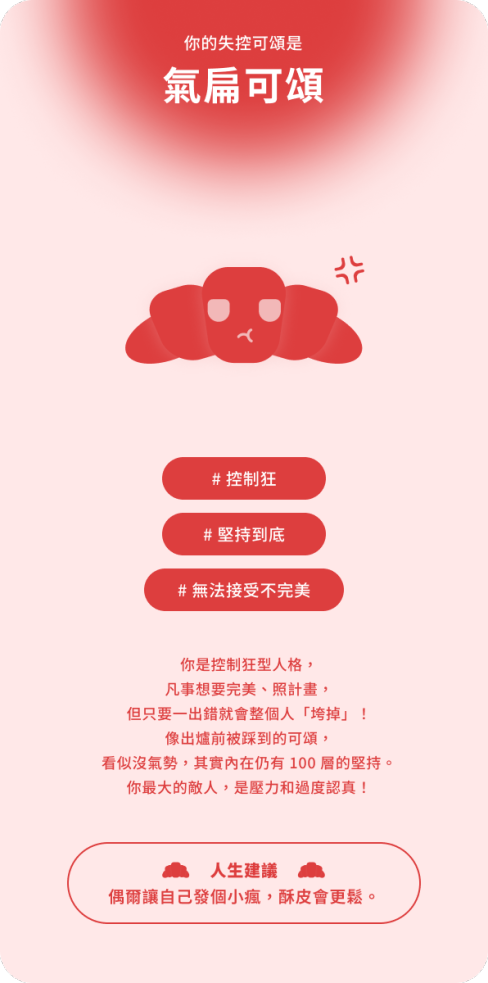 你的失控可頌是
氣扁可頌
# 控制狂
# 堅持到底
# 無法接受不完美
你是控制狂型人格，
凡事想要完美、照計畫，
但只要一出錯就會整個人「垮掉」！
像出爐前被踩到的可頌，
看似沒氣勢，其實內在仍有 100 層的堅持。
你最大的敵人，是壓力和過度認真！
人生建議
偶爾讓自己發個小瘋，酥皮會更鬆。